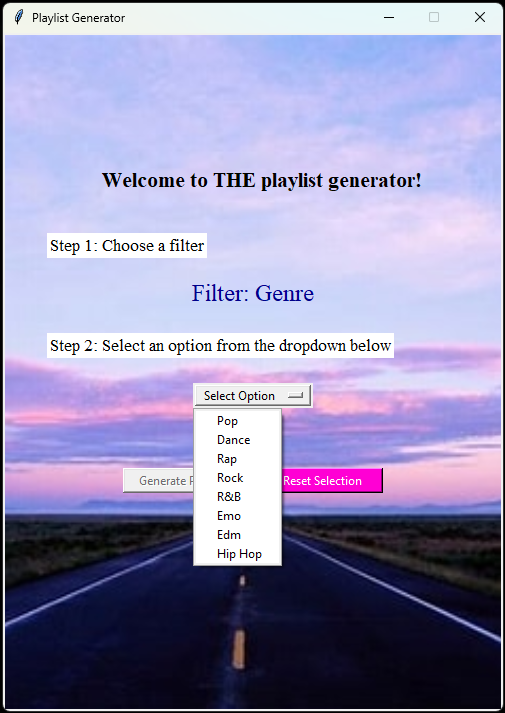 Playlist Generator
Welcome to THE playlist generator!
Step 1: Choose a filter
Filter: Genre
Step 2: Select an option from the dropdown below
Select Option
Pop
Dance
Rap
Rock
R&B
Emo
Edm
Hip Hop
Generate
Reset Selection